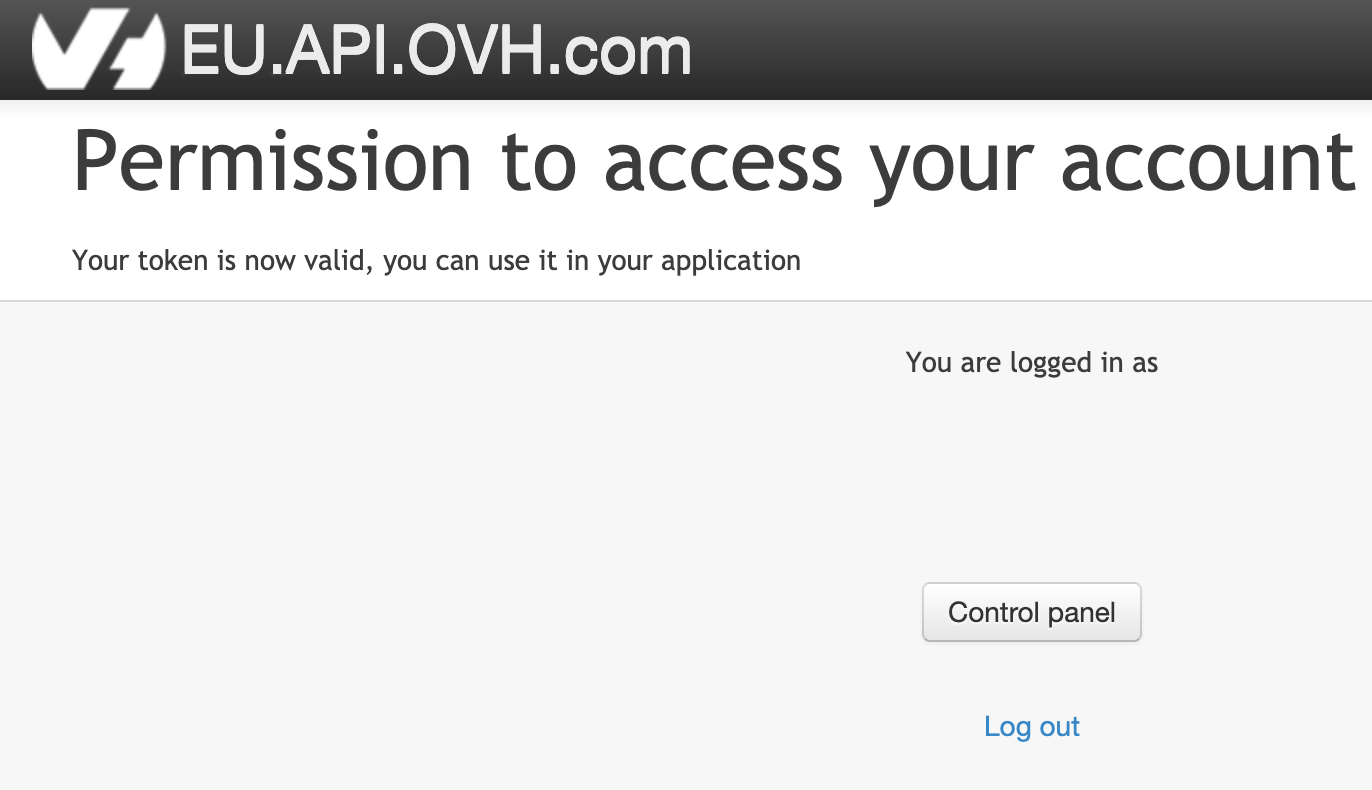 EU.API.OVH.com
Permission to access your account
Your token is now valid, you can use it in your application
You are logged in as
Control panel
Log out